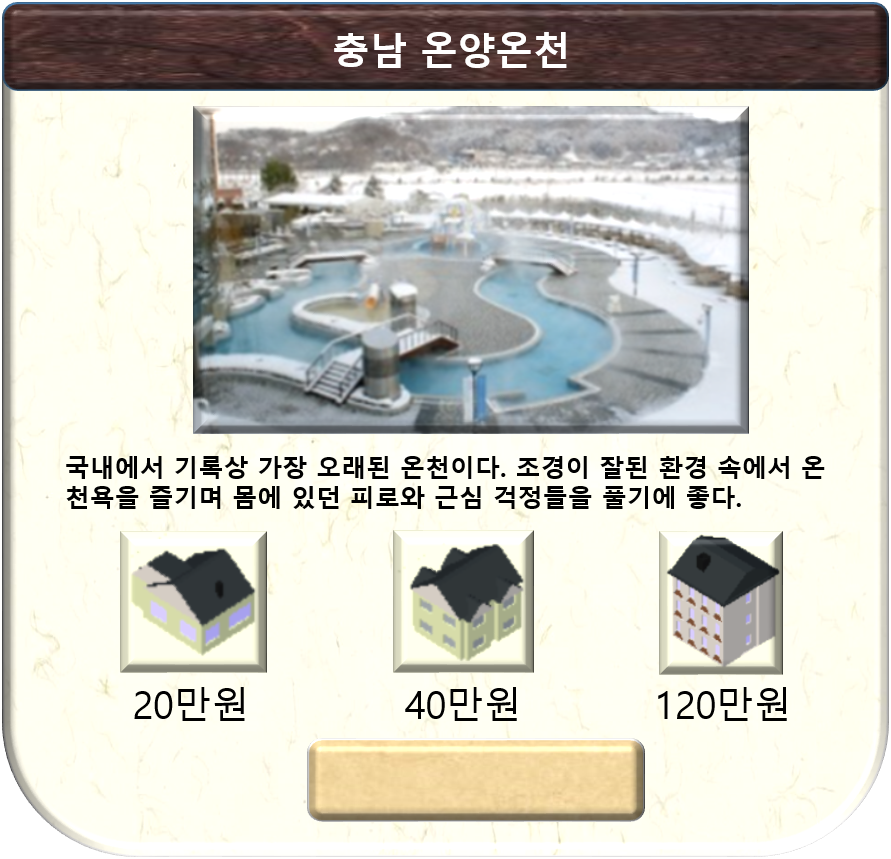 충남 온양온천
국내에서 기록상 가장 오래된 온천이다. 조경이 잘된 환경 속에서 온
천욕을 즐기며 몸에 있던 피로와 근심 걱정들을 풀기에 좋다.
20만원 40만원 120만원